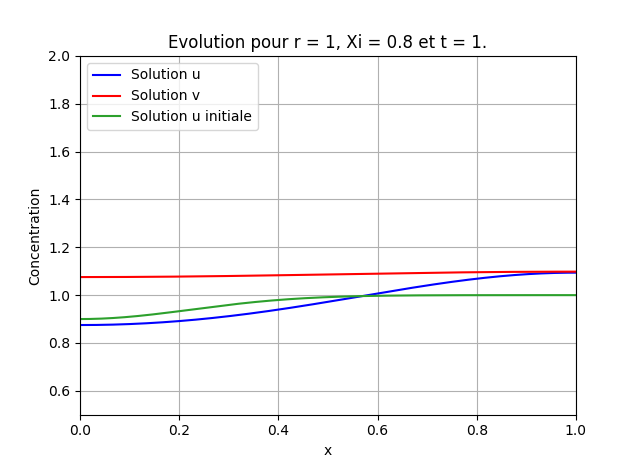 Evolution pour r = 1, Xi = 0.8 et t = 1.
2.0
1.8
1.6
1.4
1.2
1.0
0.8
0.6
Concentration
Solution u
Solution v
Solution u initiale
0.0 0.2 0.4 0.6 0.8 1.0
x